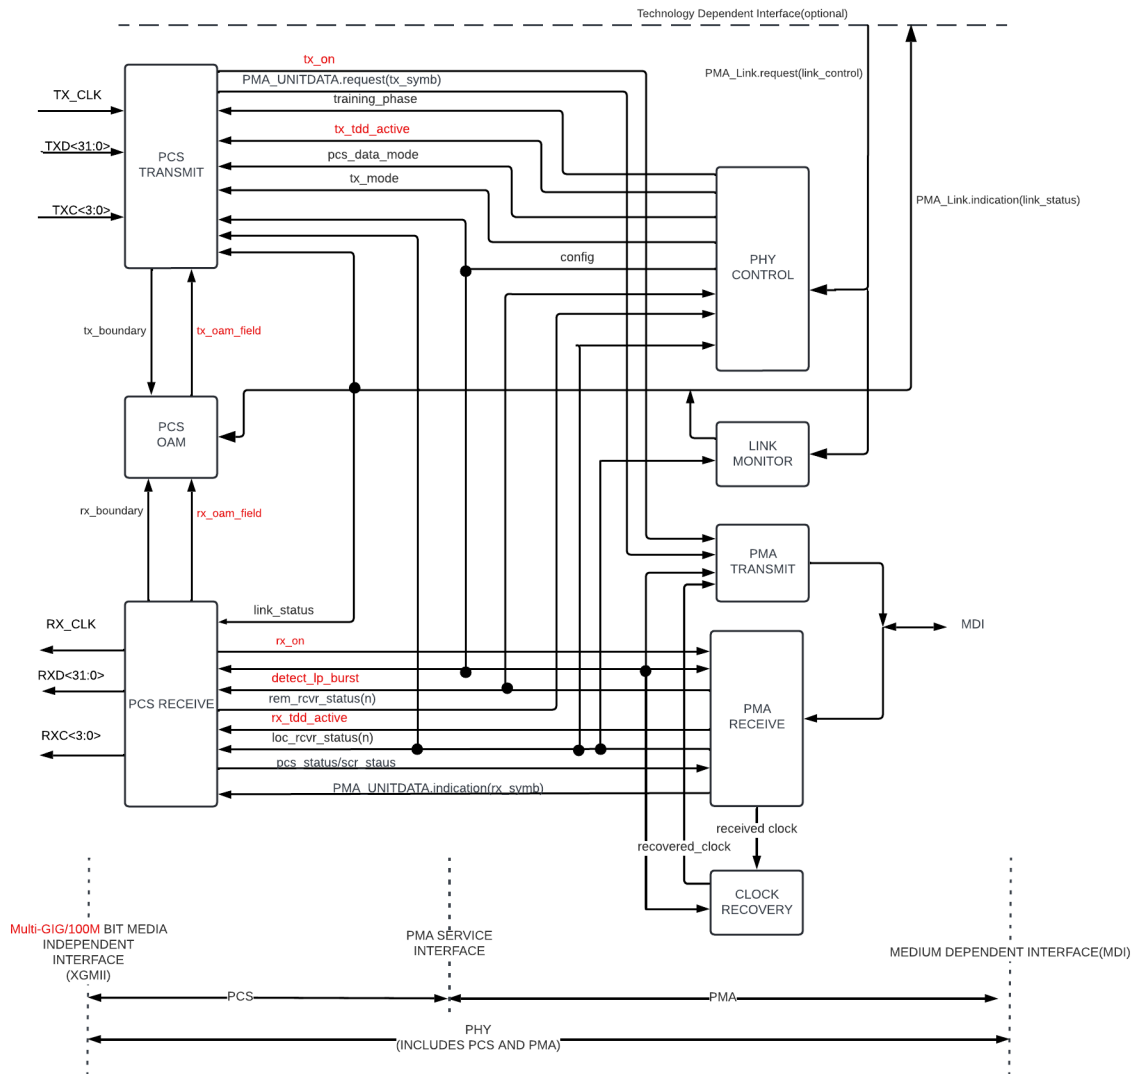 Technology Dependent Interface(optional)
tx_on
PMA_Link.request(link_control)
PMA_UNITDATA.request(tx_symb)
TX_CLK
training_phase
tx_tdd_active
TXD<31:0>
PCS
TRANSMIT
pcs_data_mode
tx_mode
PMA_Link.indication(link_status)
TXC<3:0>
config
PHY
CONTROL
tx_boundary
tx_oam_field
PCS
OAM
LINK
MONITOR
rx_boundary
rx_oam_field
PMA
TRANSMIT
link_status
RX_CLK
MDI
rx_on
RXD<31:0>
detect_lp_burst
rem_rcvr_status(n)
PCS RECEIVE
PMA
RECEIVE
rx_tdd_active
RXC<3:0>
loc_rcvr_status(n)
pcs_status/scr_staus
PMA_UNITDATA.indication(rx_symb)
received clock
recovered_clock
CLOCK
RECOVERY
Multi-GIG/100M BIT MEDIA
INDEPENDENT
INTERFACE
(XGMII)
PMA SERVICE
INTERFACE
MEDIUM DEPENDENT INTERFACE(MDI)
PCS
PMA
PHY
(INCLUDES PCS AND PMA)